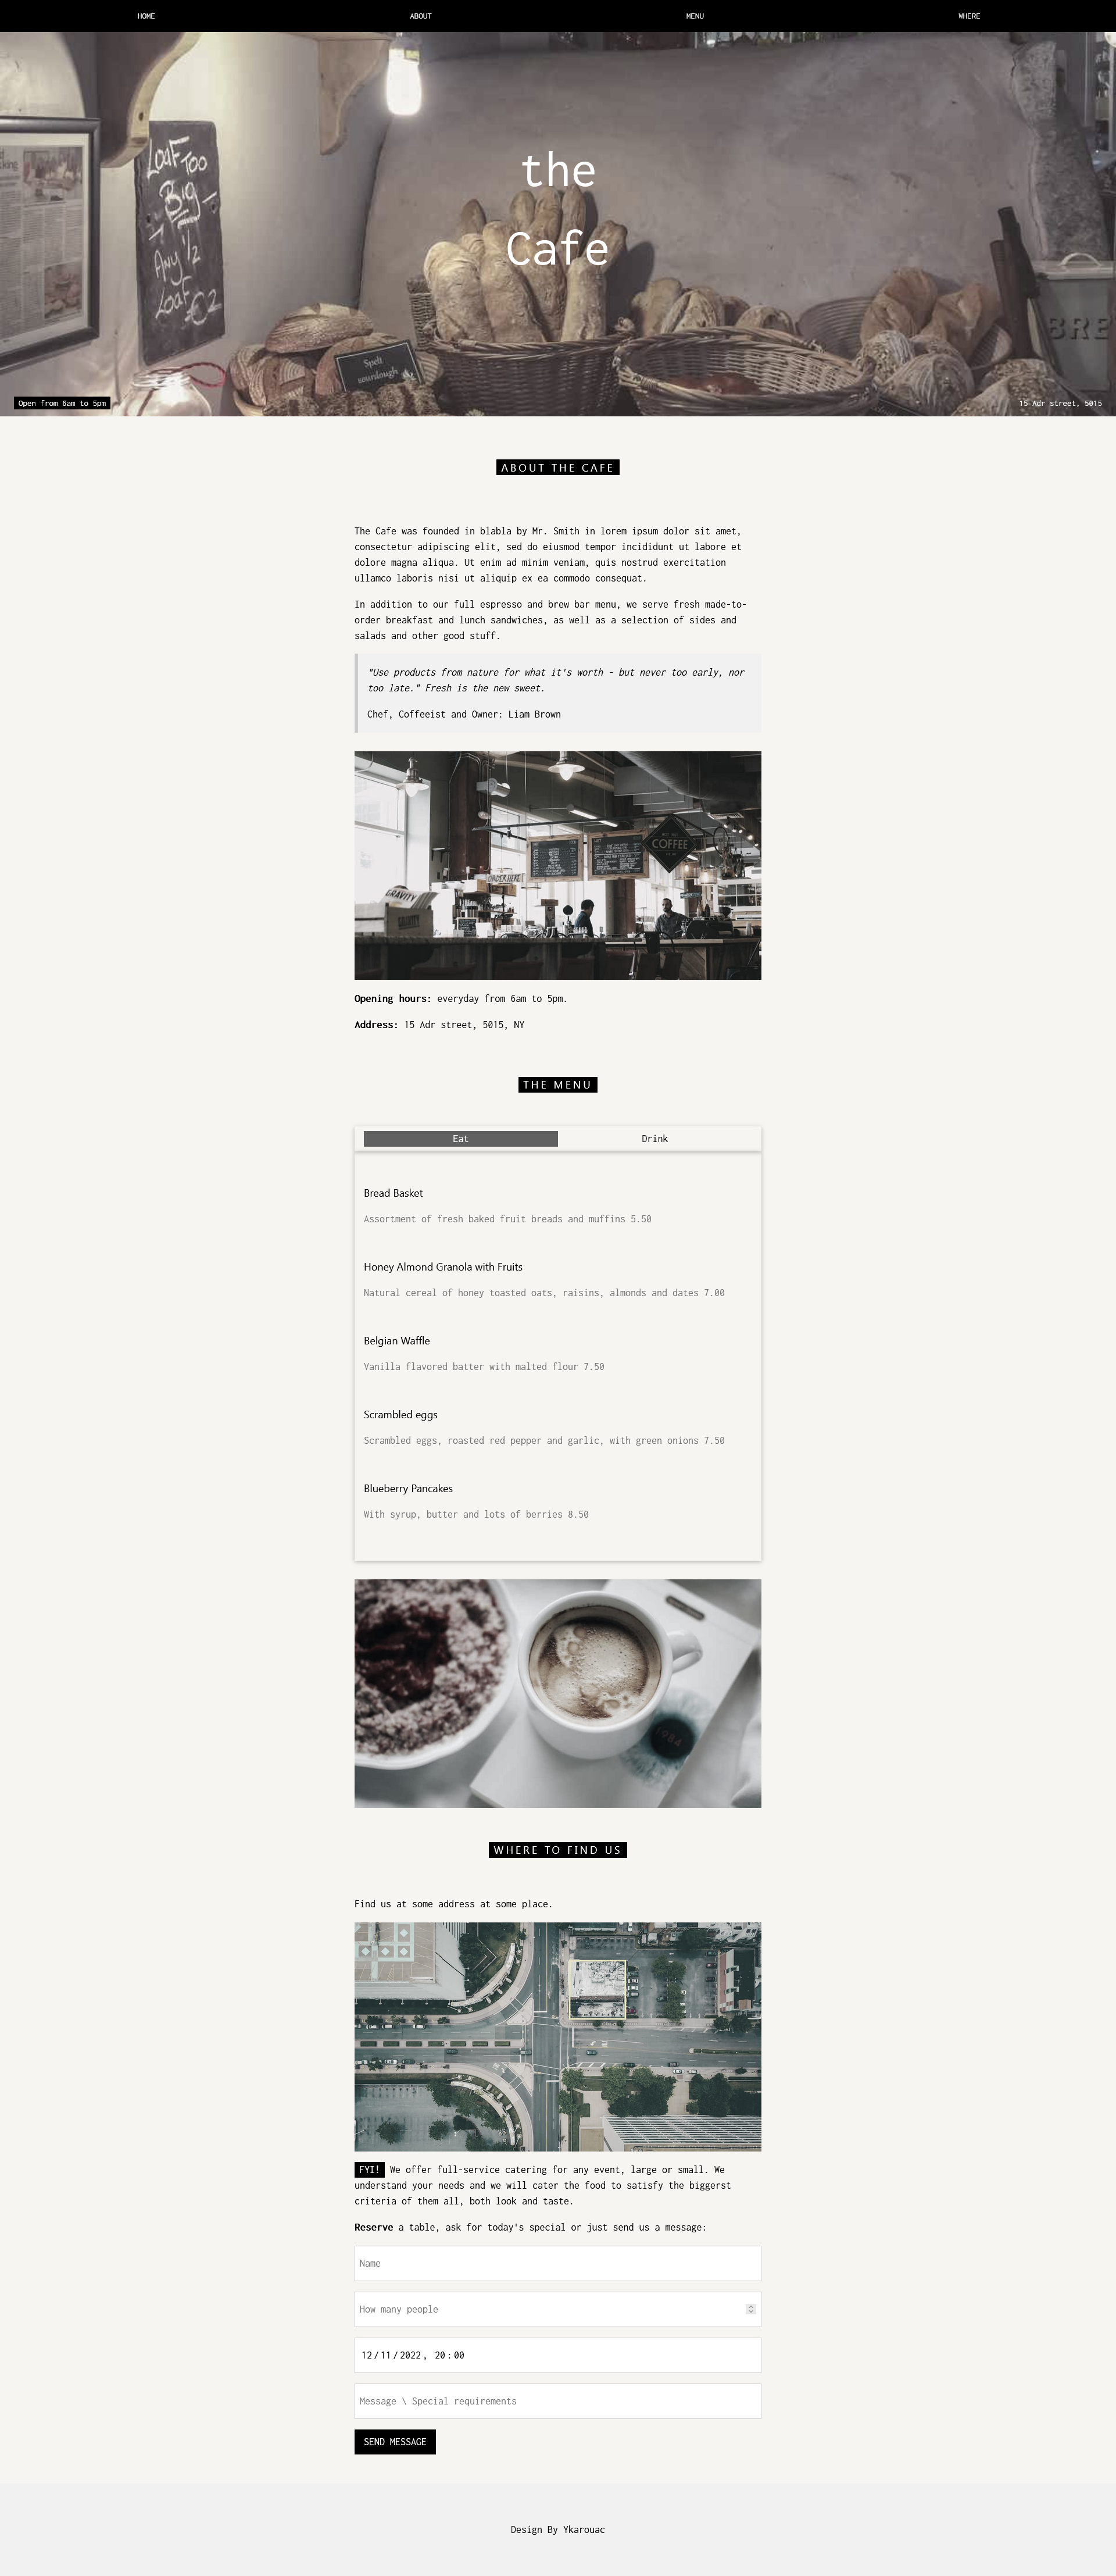 HOME
ABOUT
MENU
WHERE
Loaf Too
Big
Any 1/2
Loaf £2
the
Cafe
Spelt
sourdough
BRE
Open from 6am to 5pm
15 Adr street, 5015
ABOUT THE CAFE
The Cafe was founded in blabla by Mr. Smith in lorem ipsum dolor sit amet,
consectetur adipiscing elit, sed do eiusmod tempor incididunt ut labore et
dolore magna aliqua. Ut enim ad minim veniam, quis nostrud exercitation
ullamco laboris nisi ut aliquip ex ea commodo consequat.
In addition to our full espresso and brew bar menu, we serve fresh made-to-
order breakfast and lunch sandwiches, as well as a selection of sides and
salads and other good stuff.
"Use products from nature for what it's worth - but never too early, nor
too late." Fresh is the new sweet.
Chef, Coffeeist and Owner: Liam Brown
COFFEE
ORDER HERE
GRAVITY
Opening hours: everyday from 6am to 5pm.
Address: 15 Adr street, 5015, NY
THE MENU
Eat
Drink
Bread Basket
Assortment of fresh baked fruit breads and muffins 5.50
Honey Almond Granola with Fruits
Natural cereal of honey toasted oats, raisins, almonds and dates 7.00
Belgian Waffle
Vanilla flavored batter with malted flour 7.50
Scrambled eggs
Scrambled eggs, roasted red pepper and garlic, with green onions 7.50
Blueberry Pancakes
With syrup, butter and lots of berries 8.50
1984
WHERE TO FIND US
Find us at some address at some place.
FYI! We offer full-service catering for any event, large or small. We
understand your needs and we will cater the food to satisfy the biggerst
criteria of them all, both look and taste.
Reserve a table, ask for today's special or just send us a message:
Name
How many people
12/11/2022, 20:00
Message \ Special requirements
SEND MESSAGE
Design By Ykarouac